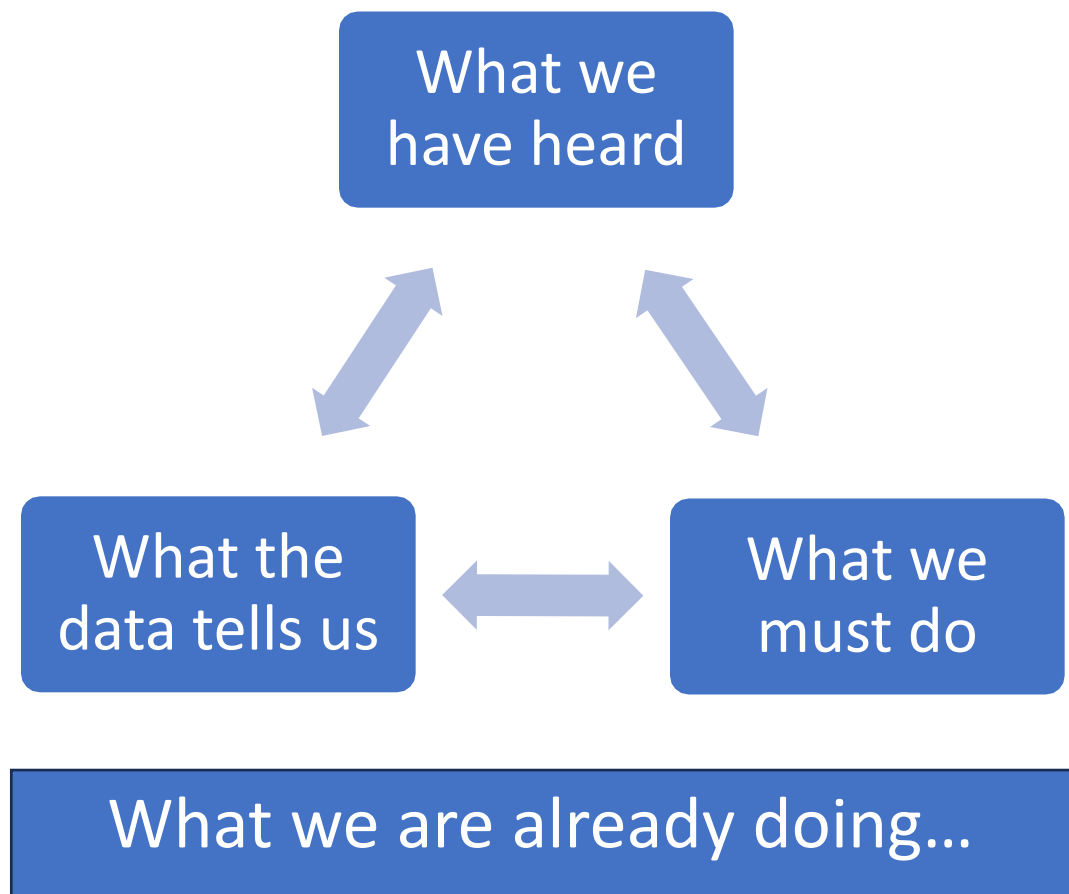 What we
have heard
What the
data tells us
What we
must do
What we are already doing...